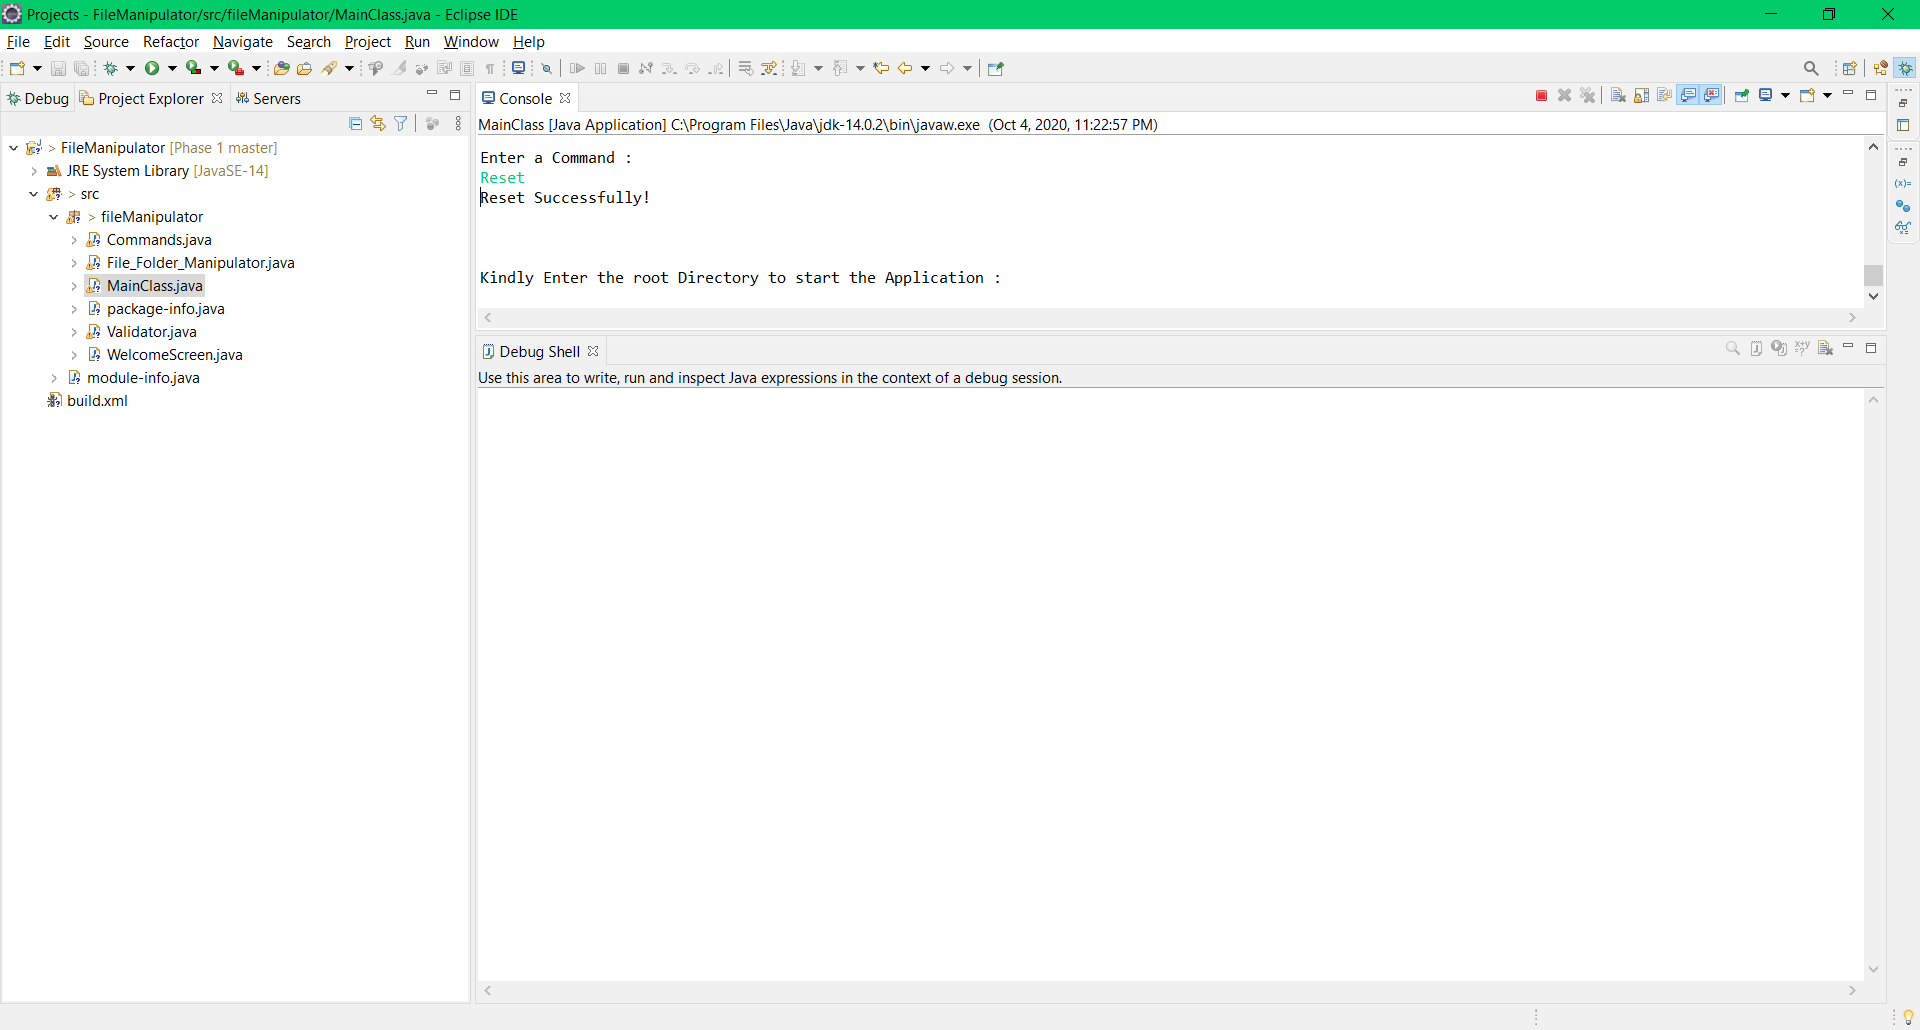 Projects - FileManipulator/src/fileManipulator/MainClass.java - Eclipse IDE
File Edit Source Refactor Navigate Search Project Run Window Help
Debug Project Explorer Servers
FileManipulator [Phase 1 master]
JRE System Library [JavaSE-14]
src
fileManipulator
Commands.java
File_Folder_Manipulator.java
MainClass.java
package-info.java
Validator.java
WelcomeScreen.java
module-info.java
build.xml
Console
MainClass [Java Application] C:\Program Files\Java\jdk-14.0.2\bin\javaw.exe (Oct 4, 2020, 11:22:57 PM)
Enter a Command :
Reset
Reset Successfully!
Kindly Enter the root Directory to start the Application :
Debug Shell
Use this area to write, run and inspect Java expressions in the context of a debug session.